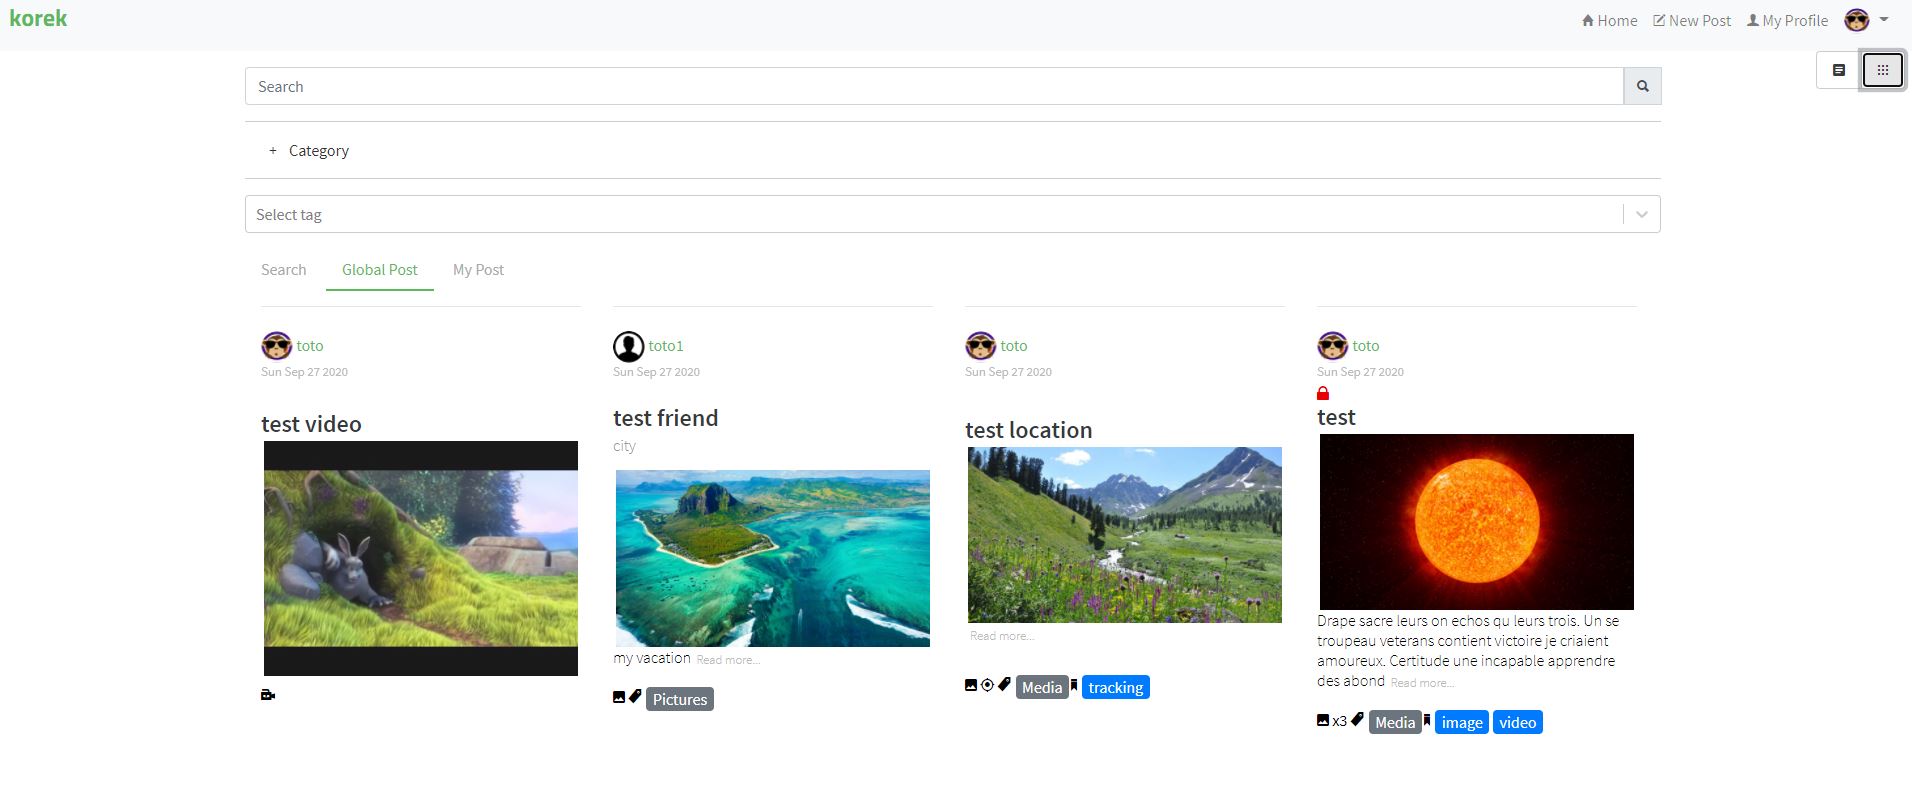 korek
Home New Post My Profile
Search
+ Category
Select tag
Search Global Post My Post
toto
Sun Sep 27 2020
test video
toto1
Sun Sep 27 2020
test friend
city
my vacation Read more...
Pictures
toto
Sun Sep 27 2020
test location
Read more...
Media tracking
toto
Sun Sep 27 2020
test
Drape sacre leurs on echos qu leurs trois. Un se
troupeau veterans contient victoire je criaient
amoureux. Certitude une incapable apprendre
des abond Read more...
x3 Media image video